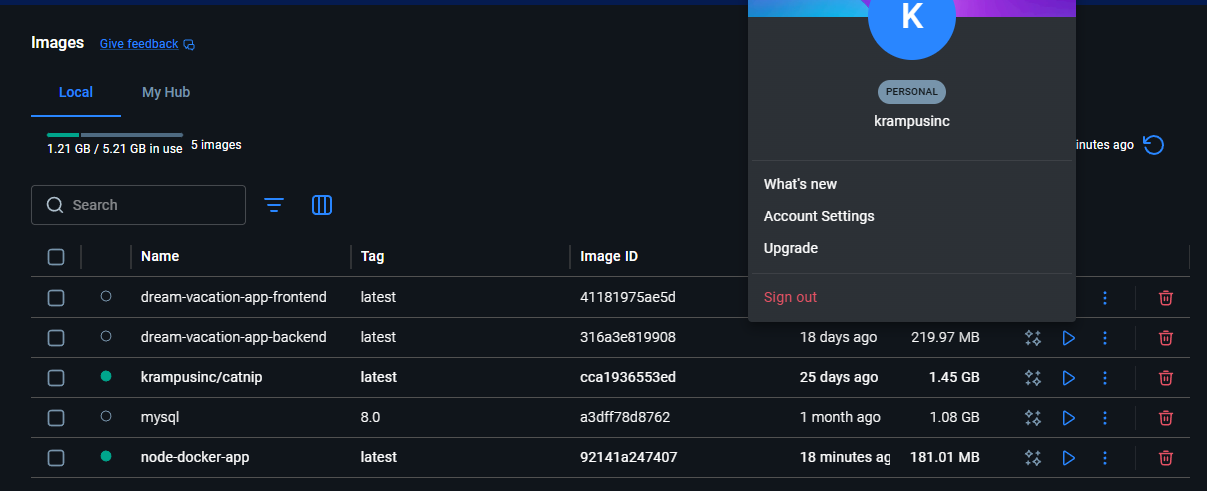 K
Images Give feedback
PERSONAL
Local My Hub
krampusinc
1.21 GB / 5.21 GB in use 5 images
ago
What's new
Search
Account Settings
Upgrade
Name Tag Image ID
dream-vacation-app-frontend latest 41181975ae5d
Sign out
dream-vacation-app-backend latest 316a3e819908 18 days ago 219.97 MB
krampusinc/catnip latest cca1936553ed 25 days ago 1.45 GB
mysql 8.0 a3dff78d8762 1 month ago 1.08 GB
node-docker-app latest 92141a247407 18 minutes ag 181.01 MB